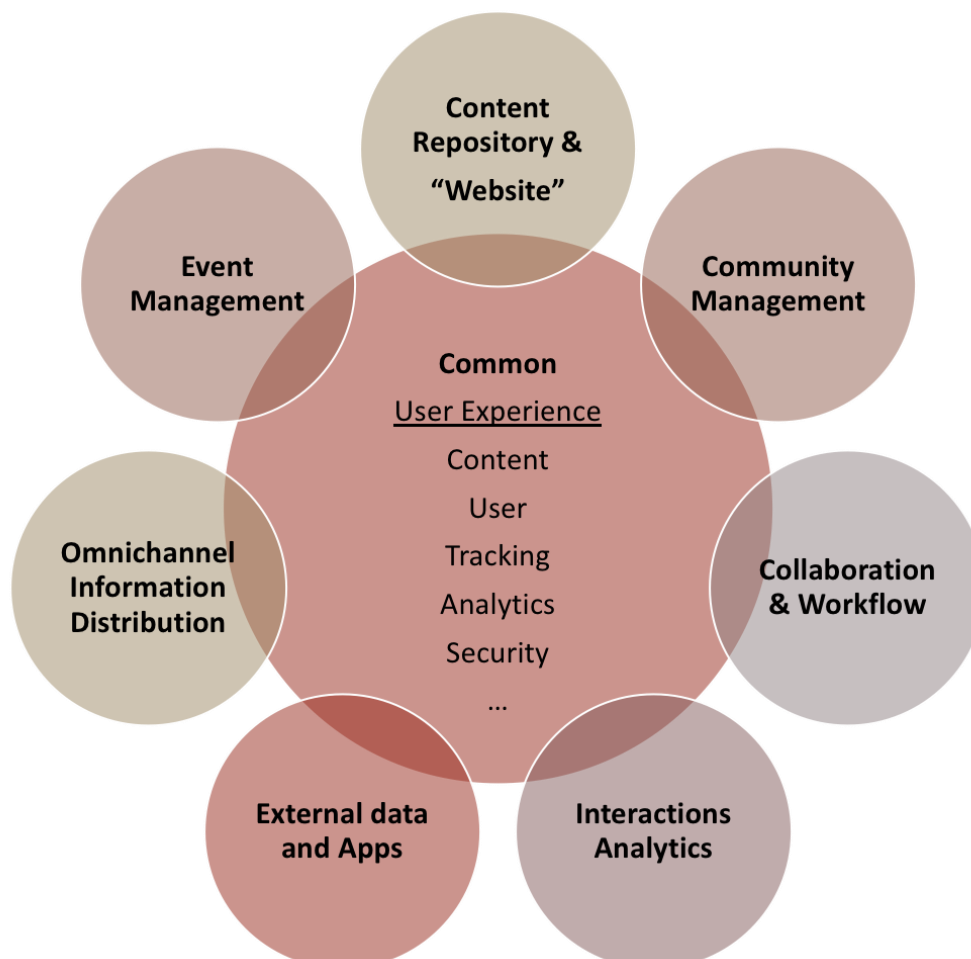 Content
Repository &
“Website”
Event
Management
Community
Management
Common
User Experience
Content
User
Tracking
Analytics
Security
...
Omnichannel
Information
Distribution
Collaboration
& Workflow
External data
and Apps
Interactions
Analytics